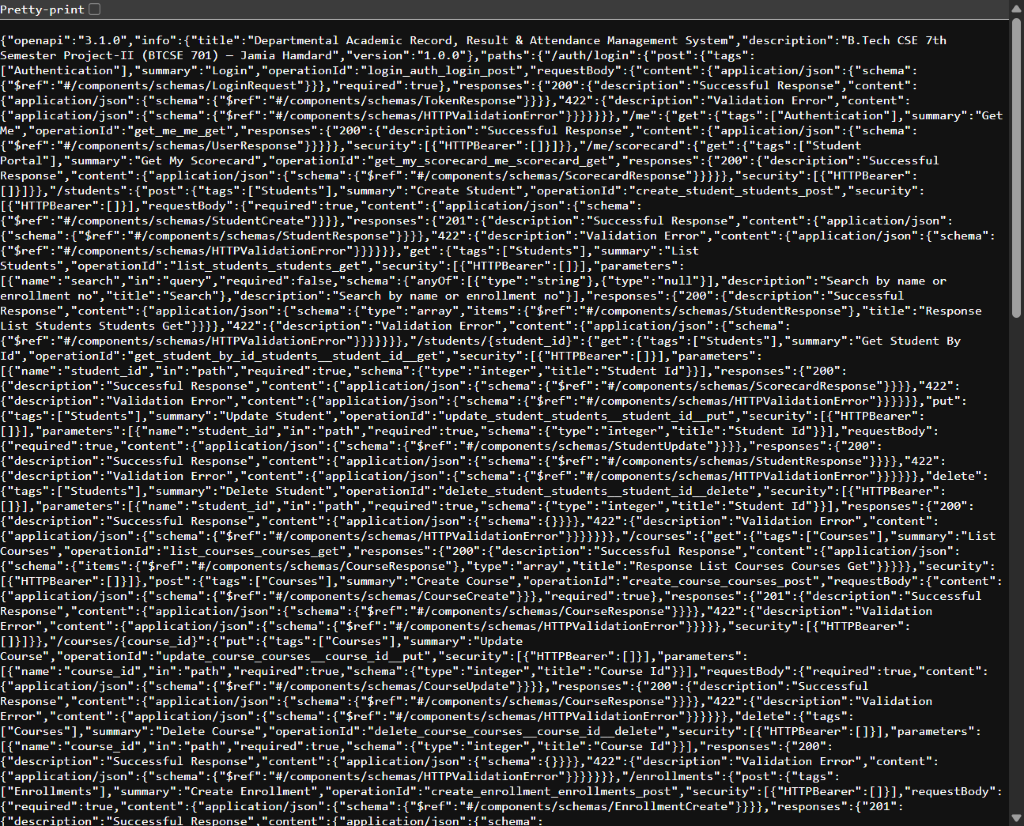 Pretty-print
{"openapi":"3.1.0","info":{"title":"Departmental Academic Record, Result & Attendance Management System","description":"B.Tech CSE 7th
Semester Project-II (BTCSE 701) — Jamia Hamdard","version":"1.0.0"},"paths":{"/auth/login":{"post":{"tags":
["Authentication"],"summary":"Login","operationId":"login_auth_login_post","requestBody":{"content":{"application/json":{"schema":
{"$ref":"#/components/schemas/LoginRequest"}}},"required":true},"responses":{"200":{"description":"Successful Response","content":
{"application/json":{"schema":{"$ref":"#/components/schemas/TokenResponse"}}}},"422":{"description":"Validation Error","content":
{"application/json":{"schema":{"$ref":"#/components/schemas/HTTPValidationError"}}}}}}},"/me":{"get":{"tags":["Authentication"],"summary":"Get
Me","operationId":"get_me_me_get","responses":{"200":{"description":"Successful Response","content":{"application/json":{"schema":
{"$ref":"#/components/schemas/UserResponse"}}}}},"security":[{"HTTPBearer":[]}]}},"/me/scorecard":{"get":{"tags":["Student
Portal"],"summary":"Get My Scorecard","operationId":"get_my_scorecard_me_scorecard_get","responses":{"200":{"description":"Successful
Response","content":{"application/json":{"schema":{"$ref":"#/components/schemas/ScorecardResponse"}}}}},"security":[{"HTTPBearer":
[]}]}},"/students":{"post":{"tags":["Students"],"summary":"Create Student","operationId":"create_student_students_post","security":
[{"HTTPBearer":[]}],"requestBody":{"required":true,"content":{"application/json":{"schema":
{"$ref":"#/components/schemas/StudentCreate"}}}},"responses":{"201":{"description":"Successful Response","content":{"application/json":
{"schema":{"$ref":"#/components/schemas/StudentResponse"}}}},"422":{"description":"Validation Error","content":{"application/json":{"schema":
{"$ref":"#/components/schemas/HTTPValidationError"}}}}}},"get":{"tags":["Students"],"summary":"List
Students","operationId":"list_students_students_get","security":[{"HTTPBearer":[]}],"parameters":
[{"name":"search","in":"query","required":false,"schema":{"anyOf":[{"type":"string"},{"type":"null"}],"description":"Search by name or
enrollment no","title":"Search"},"description":"Search by name or enrollment no"}],"responses":{"200":{"description":"Successful
Response","content":{"application/json":{"schema":{"type":"array","items":{"$ref":"#/components/schemas/StudentResponse"},"title":"Response
List Students Students Get"}}}},"422":{"description":"Validation Error","content":{"application/json":{"schema":
{"$ref":"#/components/schemas/HTTPValidationError"}}}}}}},"/students/{student_id}":{"get":{"tags":["Students"],"summary":"Get Student By
Id","operationId":"get_student_by_id_students__student_id__get","security":[{"HTTPBearer":[]}],"parameters":
[{"name":"student_id","in":"path","required":true,"schema":{"type":"integer","title":"Student Id"}}],"responses":{"200":
{"description":"Successful Response","content":{"application/json":{"schema":{"$ref":"#/components/schemas/ScorecardResponse"}}}},"422":
{"description":"Validation Error","content":{"application/json":{"schema":{"$ref":"#/components/schemas/HTTPValidationError"}}}}}},"put":
{"tags":["Students"],"summary":"Update Student","operationId":"update_student_students__student_id__put","security":[{"HTTPBearer":
[]}],"parameters":[{"name":"student_id","in":"path","required":true,"schema":{"type":"integer","title":"Student Id"}}],"requestBody":
{"required":true,"content":{"application/json":{"schema":{"$ref":"#/components/schemas/StudentUpdate"}}}},"responses":{"200":
{"description":"Successful Response","content":{"application/json":{"schema":{"$ref":"#/components/schemas/StudentResponse"}}}},"422":
{"description":"Validation Error","content":{"application/json":{"schema":{"$ref":"#/components/schemas/HTTPValidationError"}}}}}},"delete":
{"tags":["Students"],"summary":"Delete Student","operationId":"delete_student_students__student_id__delete","security":[{"HTTPBearer":
[]}],"parameters":[{"name":"student_id","in":"path","required":true,"schema":{"type":"integer","title":"Student Id"}}],"responses":{"200":
{"description":"Successful Response","content":{"application/json":{"schema":{}}}},"422":{"description":"Validation Error","content":
{"application/json":{"schema":{"$ref":"#/components/schemas/HTTPValidationError"}}}}}}},"/courses":{"get":{"tags":["Courses"],"summary":"List
Courses","operationId":"list_courses_courses_get","responses":{"200":{"description":"Successful Response","content":{"application/json":
{"schema":{"items":{"$ref":"#/components/schemas/CourseResponse"},"type":"array","title":"Response List Courses Courses Get"}}}}},"security":
[{"HTTPBearer":[]}]},"post":{"tags":["Courses"],"summary":"Create Course","operationId":"create_course_courses_post","requestBody":{"content":
{"application/json":{"schema":{"$ref":"#/components/schemas/CourseCreate"}}},"required":true},"responses":{"201":{"description":"Successful
Response","content":{"application/json":{"schema":{"$ref":"#/components/schemas/CourseResponse"}}}},"422":{"description":"Validation
Error","content":{"application/json":{"schema":{"$ref":"#/components/schemas/HTTPValidationError"}}}}},"security":[{"HTTPBearer":
[]}]}},"/courses/{course_id}":{"put":{"tags":["Courses"],"summary":"Update
Course","operationId":"update_course_courses__course_id__put","security":[{"HTTPBearer":[]}],"parameters":
[{"name":"course_id","in":"path","required":true,"schema":{"type":"integer","title":"Course Id"}}],"requestBody":{"required":true,"content":
{"application/json":{"schema":{"$ref":"#/components/schemas/CourseUpdate"}}}},"responses":{"200":{"description":"Successful
Response","content":{"application/json":{"schema":{"$ref":"#/components/schemas/CourseResponse"}}}},"422":{"description":"Validation
Error","content":{"application/json":{"schema":{"$ref":"#/components/schemas/HTTPValidationError"}}}}}},"delete":{"tags":
["Courses"],"summary":"Delete Course","operationId":"delete_course_courses__course_id__delete","security":[{"HTTPBearer":[]}],"parameters":
[{"name":"course_id","in":"path","required":true,"schema":{"type":"integer","title":"Course Id"}}],"responses":{"200":
{"description":"Successful Response","content":{"application/json":{"schema":{}}}},"422":{"description":"Validation Error","content":
{"application/json":{"schema":{"$ref":"#/components/schemas/HTTPValidationError"}}}}}}},"/enrollments":{"post":{"tags":
["Enrollments"],"summary":"Create Enrollment","operationId":"create_enrollment_enrollments_post","security":[{"HTTPBearer":[]}],"requestBody":
{"required":true,"content":{"application/json":{"schema":{"$ref":"#/components/schemas/EnrollmentCreate"}}}},"responses":{"201":
{"description":"Successful Response","content":{"application/json":{"schema":